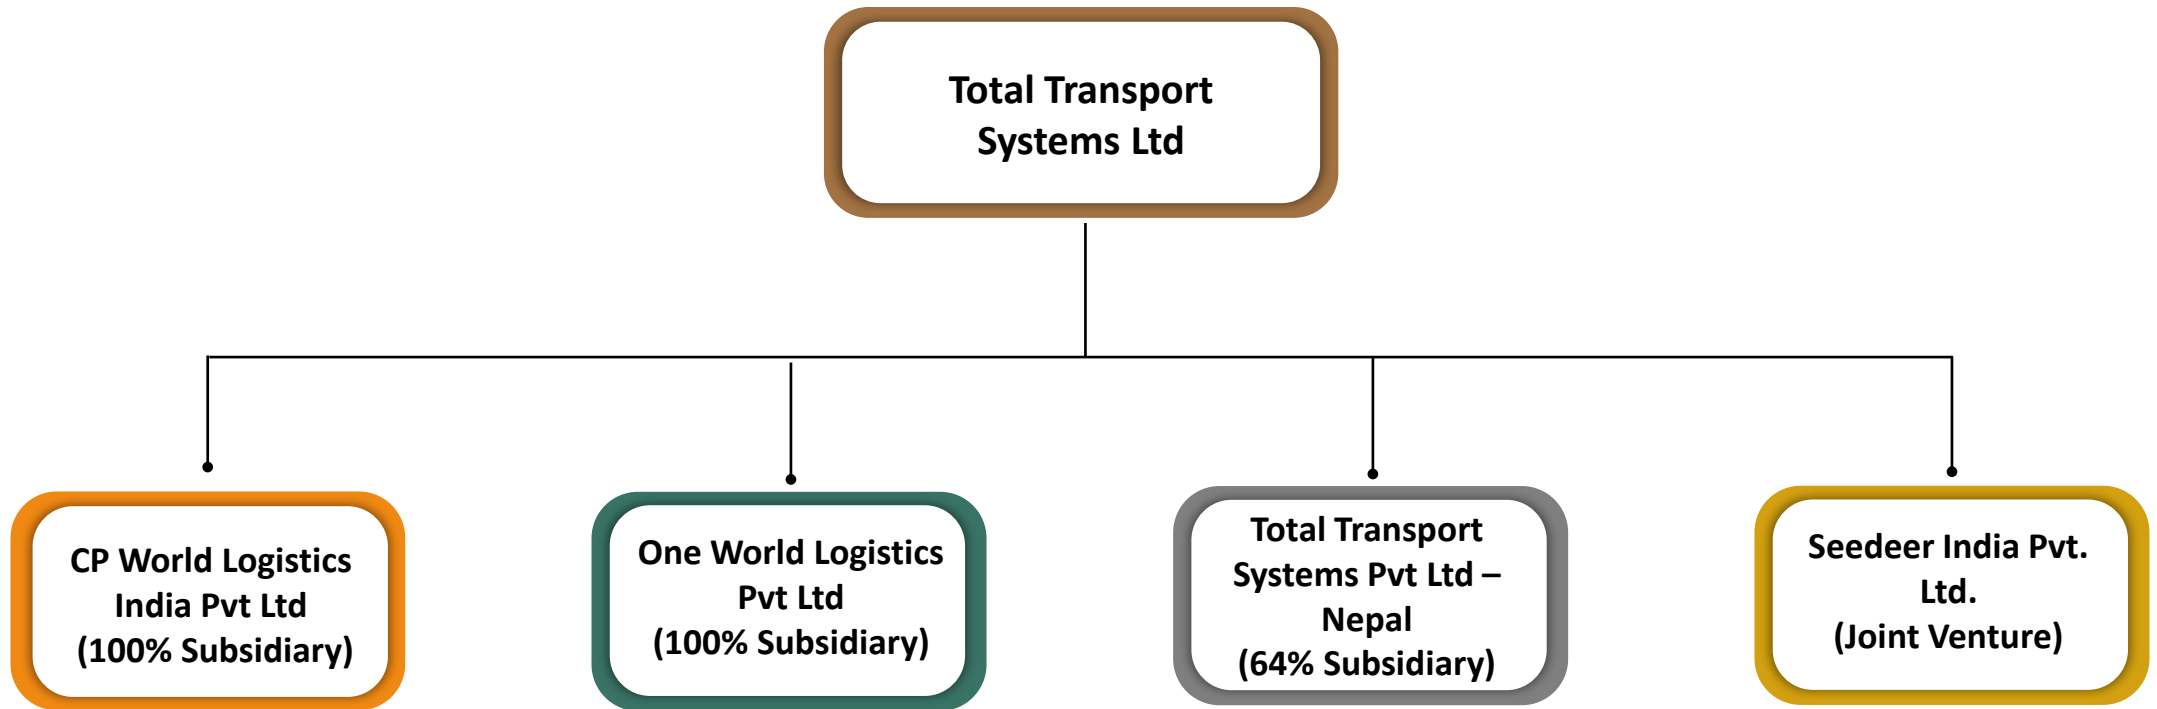 Total Transport
Systems Ltd
CP World Logistics
India Pvt Ltd
(100% Subsidiary)
One World Logistics
Pvt Ltd
(100% Subsidiary)
Total Transport
Systems Pvt Ltd –
Nepal
(64% Subsidiary)
Seedeer India Pvt.
Ltd.
(Joint Venture)